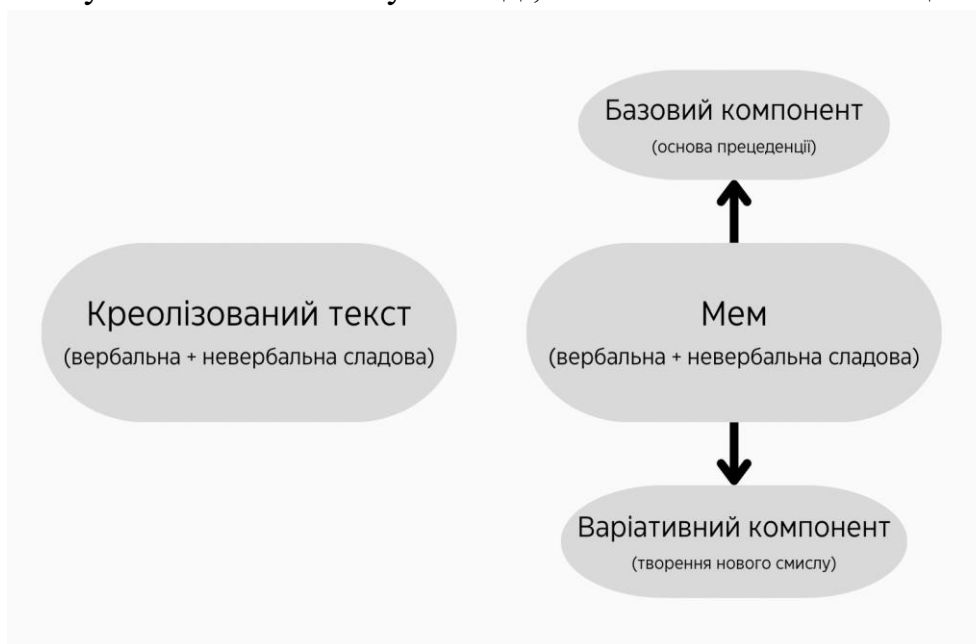 Базовий компонент
(основа прецеденції)
Креолізований текст
(вербальна + невербальна сладова)
Мем
(вербальна + невербальна сладова)
Варіативний компонент
(творення нового смислу)